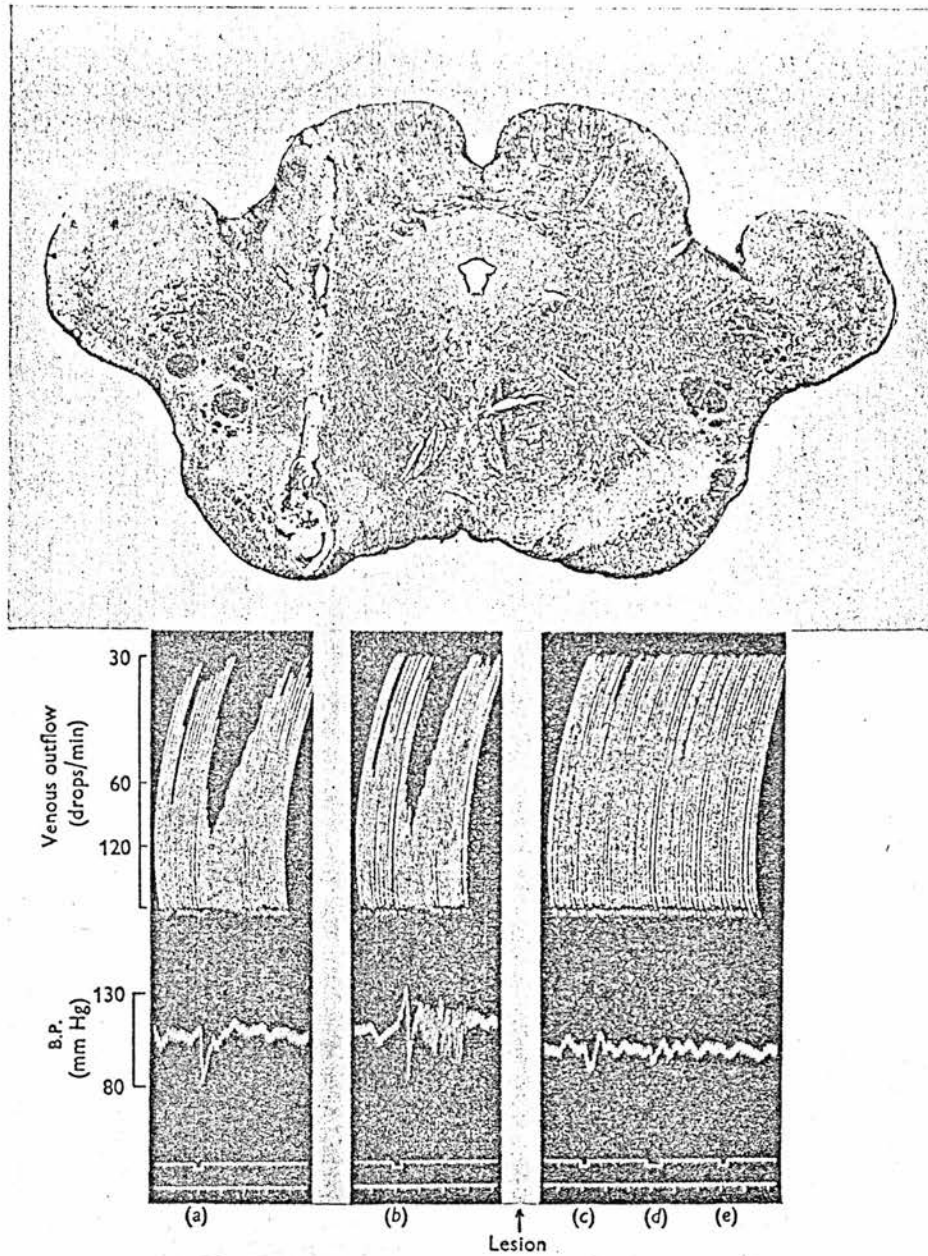 30
60
120
Venous outflow
(drops/min)
130
80
B.P.
(mm Hg)
(a) (b) (c) (d) (e)
Lesion